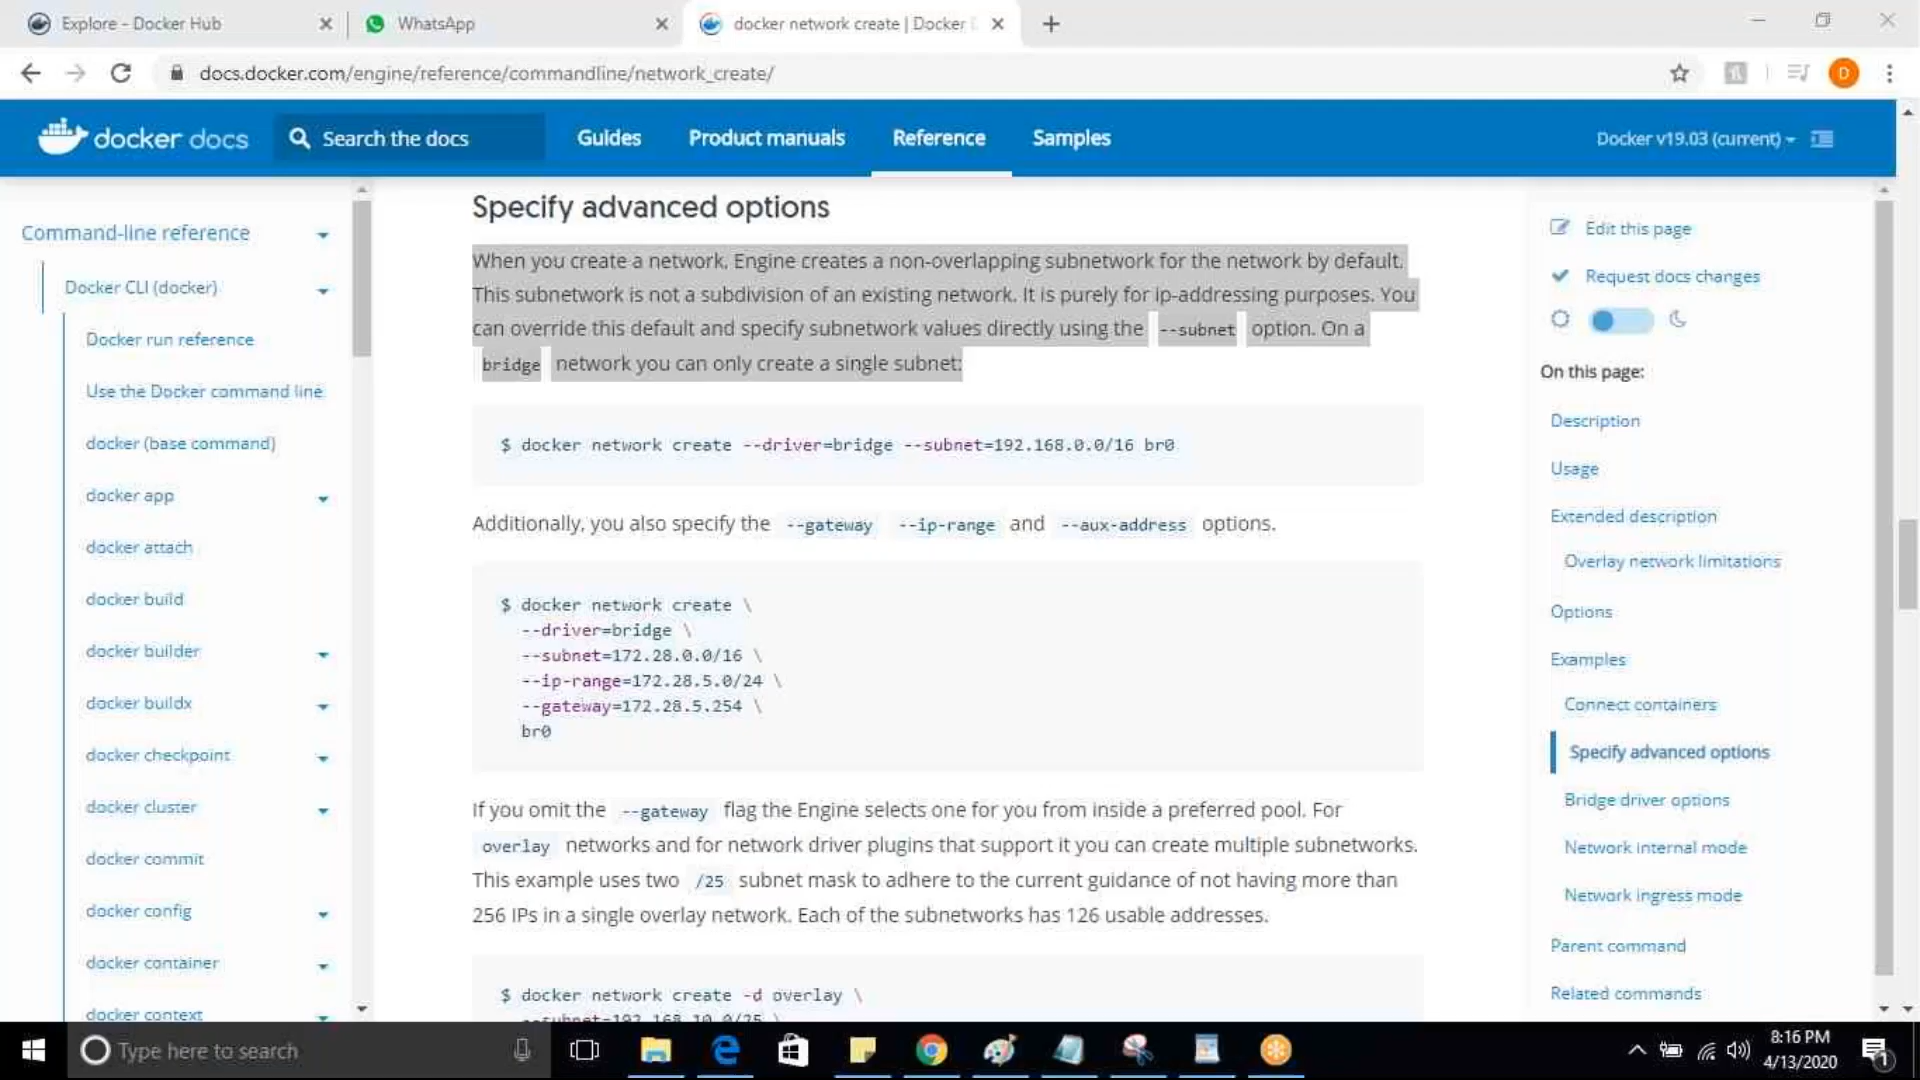 Explore - Docker Hub
WhatsApp
docker network create | Docker
docs.docker.com/engine/reference/commandline/network_create/
D
docker docs
Search the docs
Guides
Product manuals
Reference
Samples
Docker v19.03 (current)
Command-line reference
Docker CLI (docker)
Docker run reference
Use the Docker command line
docker (base command)
docker app
docker attach
docker build
docker builder
docker buildx
docker checkpoint
docker cluster
docker commit
docker config
docker container
docker context
Specify advanced options
When you create a network, Engine creates a non-overlapping subnetwork for the network by default.
This subnetwork is not a subdivision of an existing network. It is purely for ip-addressing purposes. You
can override this default and specify subnetwork values directly using the --subnet option. On a
bridge network you can only create a single subnet:
$ docker network create --driver=bridge --subnet=192.168.0.0/16 br0
Additionally, you also specify the --gateway --ip-range and --aux-address options.
$ docker network create \
--driver=bridge \
--subnet=172.28.0.0/16 \
--ip-range=172.28.5.0/24 \
--gateway=172.28.5.254 \
br0
If you omit the --gateway flag the Engine selects one for you from inside a preferred pool. For
overlay networks and for network driver plugins that support it you can create multiple subnetworks.
This example uses two /25 subnet mask to adhere to the current guidance of not having more than
256 IPs in a single overlay network. Each of the subnetworks has 126 usable addresses.
$ docker network create -d overlay \
--subnet=192.168.10.0/25 \
Edit this page
Request docs changes
On this page:
Description
Usage
Extended description
Overlay network limitations
Options
Examples
Connect containers
Specify advanced options
Bridge driver options
Network internal mode
Network ingress mode
Parent command
Related commands
Type here to search
8:16 PM
4/13/2020
1